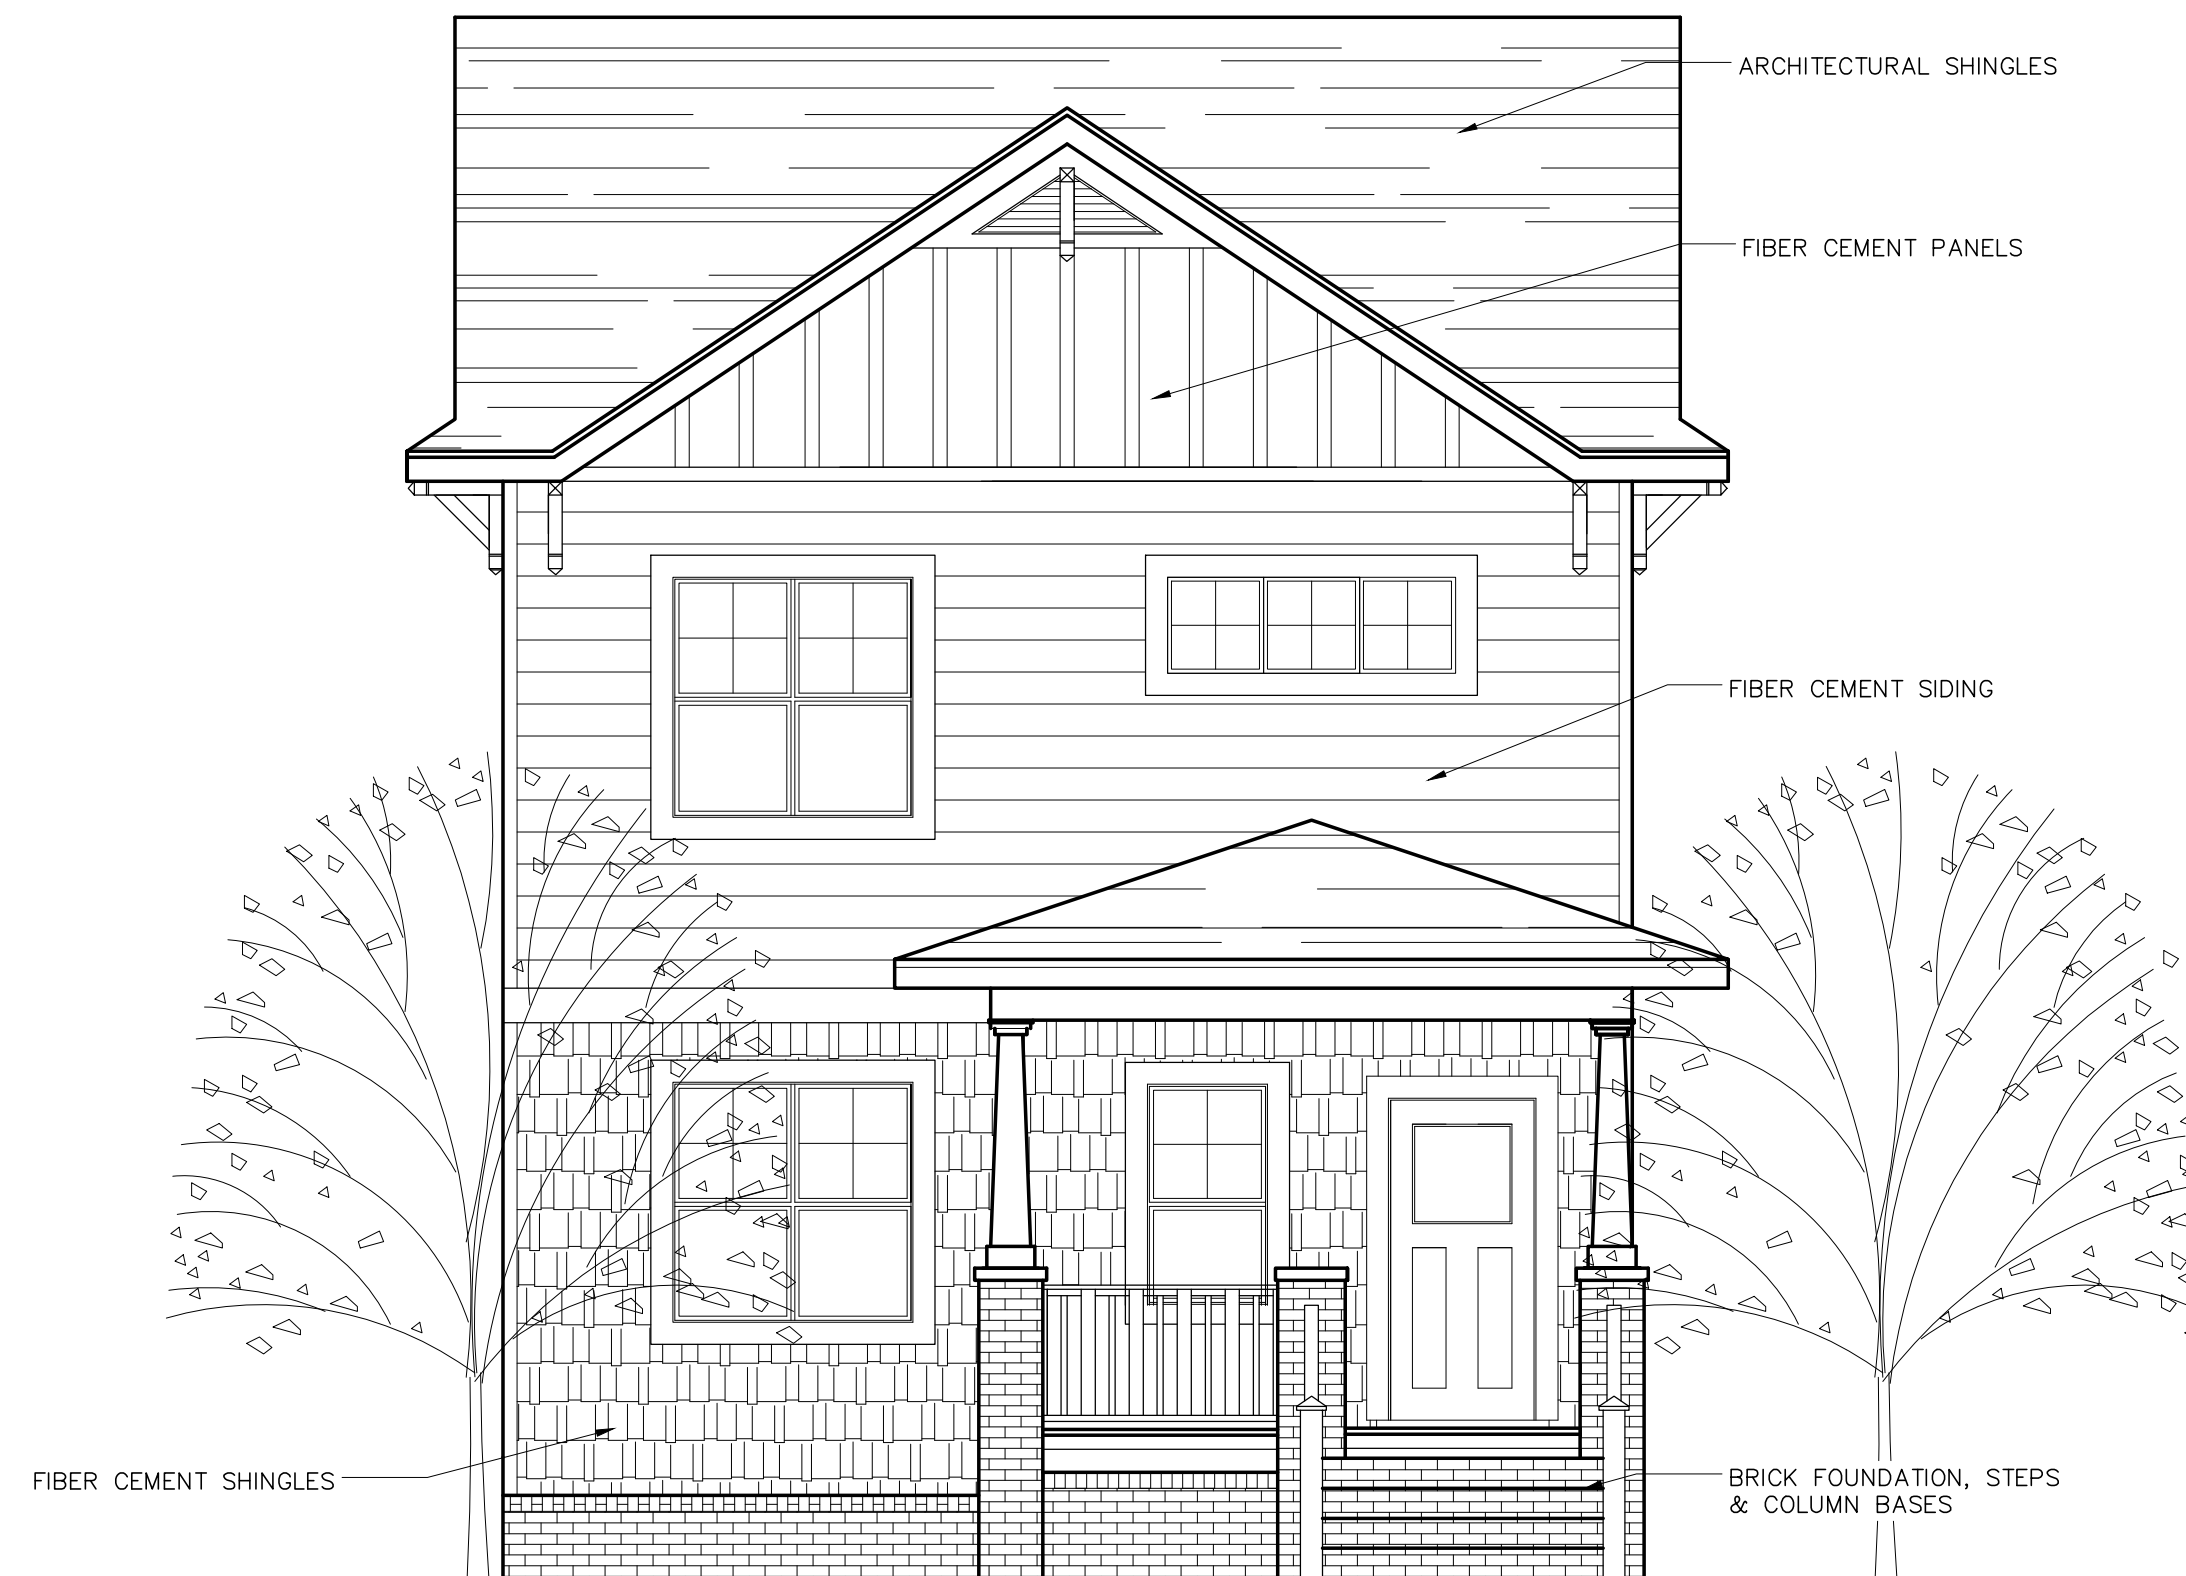 ARCHITECTURAL SHINGLES
FIBER CEMENT PANELS
FIBER CEMENT SIDING
FIBER CEMENT SHINGLES
BRICK FOUNDATION, STEPS
& COLUMN BASES